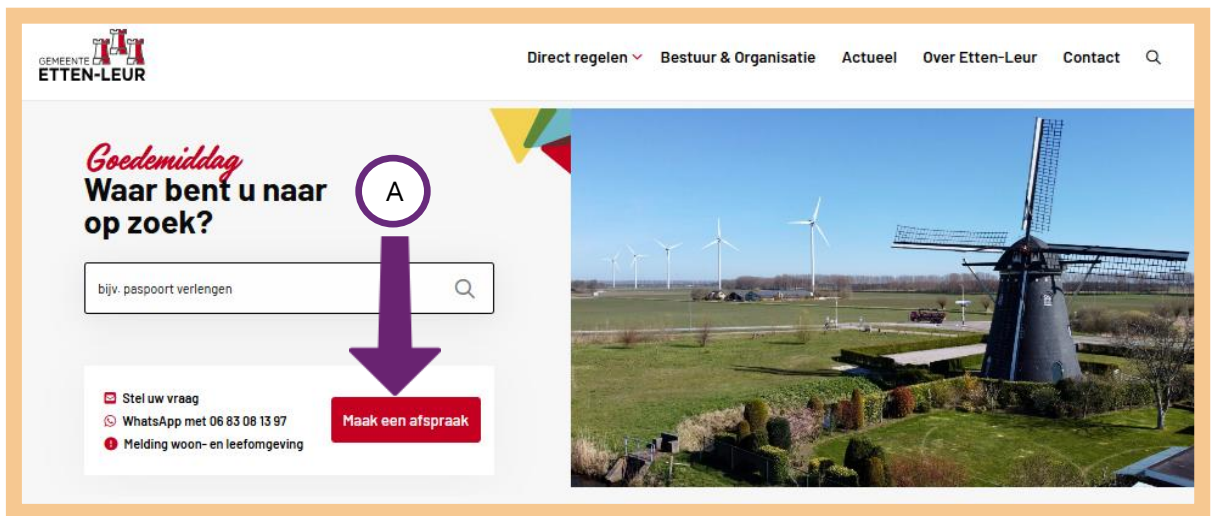 GEMEENTE
ETTEN-LEUR
Direct regelen Bestuur & Organisatie Actueel Over Etten-Leur Contact
Goedemiddag
Waar bent u naar
op zoek?
A
bijv. paspoort verlengen
Stel uw vraag
WhatsApp met 06 83 08 13 97
Melding woon- en leefomgeving
Maak een afspraak